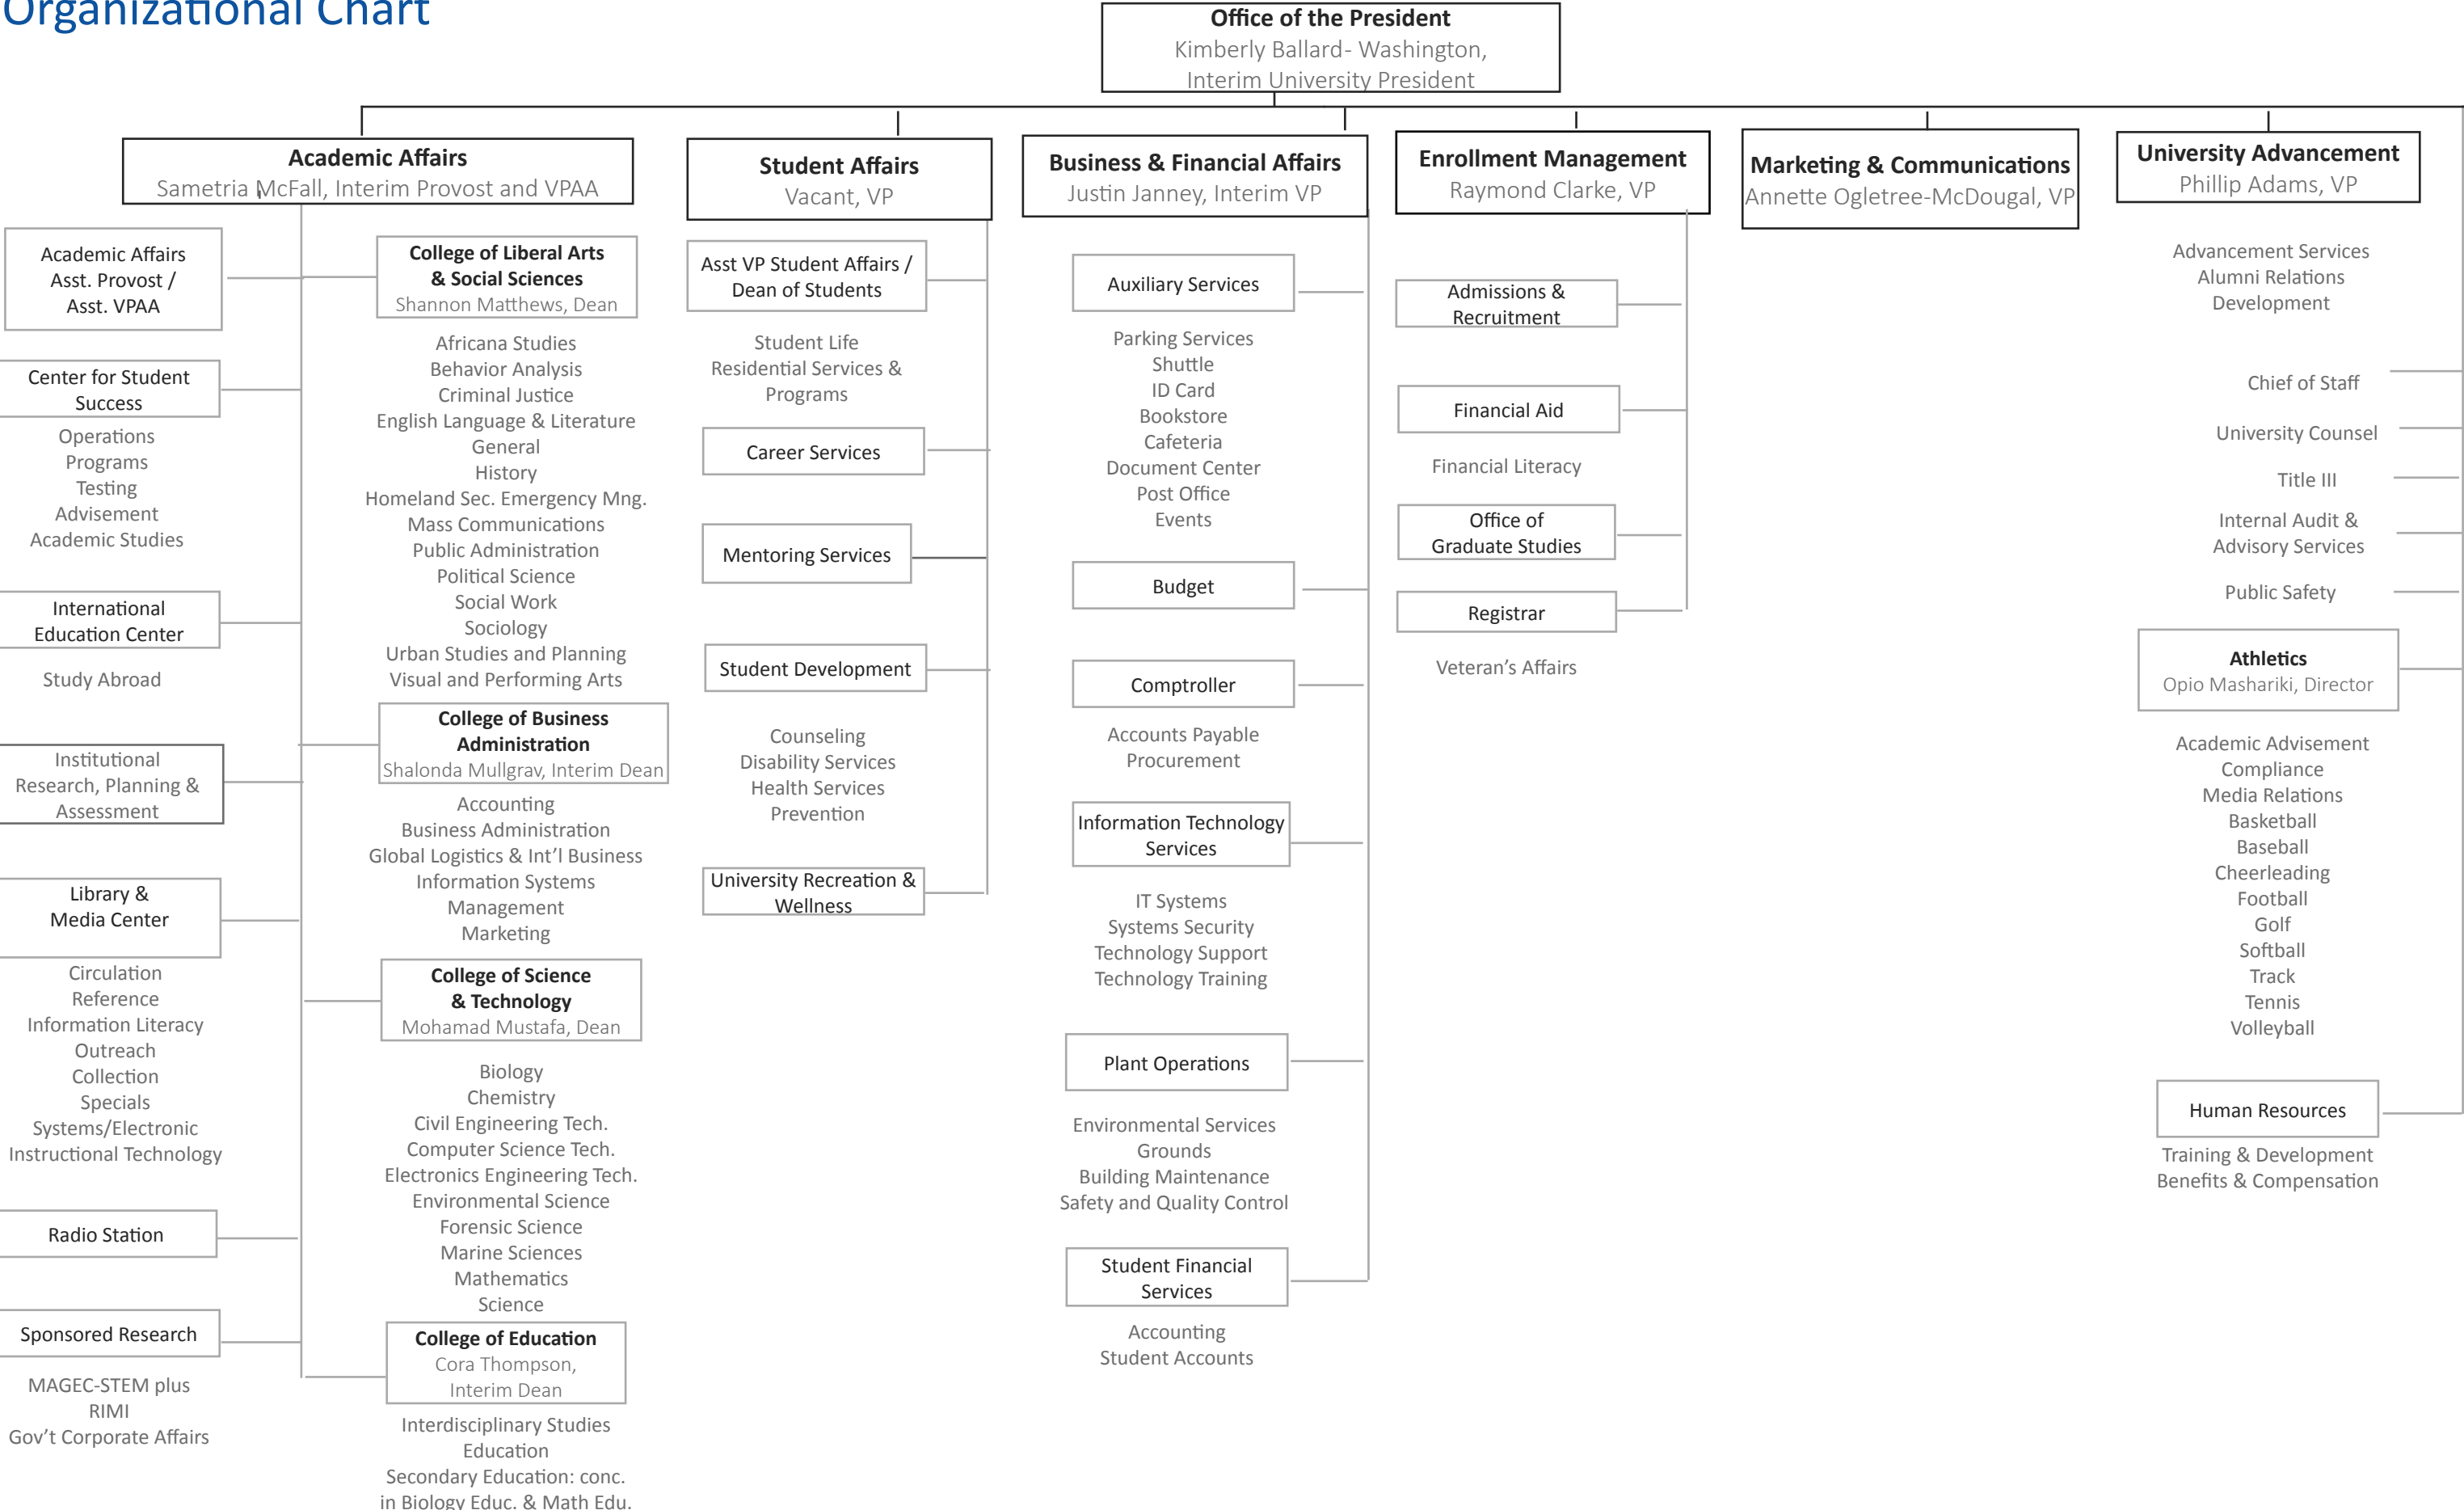 Organizational Chart
Office of the President
Kimberly Ballard- Washington,
Interim University President
Academic Affairs
Sametria McFall, Interim Provost and VPAA
Academic Affairs
Asst. Provost /
Asst. VPAA
Center for Student
Success
Operations
Programs
Testing
Advisement
Academic Studies
International
Education Center
Study Abroad
Institutional
Research, Planning &
Assessment
Library &
Media Center
Circulation
Reference
Information Literacy
Outreach
Collection
Specials
Systems/Electronic
Instructional Technology
Radio Station
Sponsored Research
MAGEC-STEM plus
RIMI
Gov’t Corporate Affairs
College of Liberal Arts
& Social Sciences
Shannon Matthews, Dean
Africana Studies
Behavior Analysis
Criminal Justice
English Language & Literature
General
History
Homeland Sec. Emergency Mng.
Mass Communications
Public Administration
Political Science
Social Work
Sociology
Urban Studies and Planning
Visual and Performing Arts
College of Business
Administration
Shalonda Mullgrav, Interim Dean
Accounting
Business Administration
Global Logistics & Int’l Business
Information Systems
Management
Marketing
College of Science
& Technology
Mohamad Mustafa, Dean
Biology
Chemistry
Civil Engineering Tech.
Computer Science Tech.
Electronics Engineering Tech.
Environmental Science
Forensic Science
Marine Sciences
Mathematics
Science
College of Education
Cora Thompson,
Interim Dean
Interdisciplinary Studies
Education
Secondary Education: conc.
in Biology Educ. & Math Edu.
Student Affairs
Vacant, VP
Asst VP Student Affairs /
Dean of Students
Student Life
Residential Services &
Programs
Career Services
Mentoring Services
Student Development
Counseling
Disability Services
Health Services
Prevention
University Recreation &
Wellness
Business & Financial Affairs
Justin Janney, Interim VP
Auxiliary Services
Parking Services
Shuttle
ID Card
Bookstore
Cafeteria
Document Center
Post Office
Events
Budget
Comptroller
Accounts Payable
Procurement
Information Technology
Services
IT Systems
Systems Security
Technology Support
Technology Training
Plant Operations
Environmental Services
Grounds
Building Maintenance
Safety and Quality Control
Student Financial
Services
Accounting
Student Accounts
Enrollment Management
Raymond Clarke, VP
Admissions &
Recruitment
Financial Aid
Financial Literacy
Office of
Graduate Studies
Registrar
Veteran’s Affairs
Marketing & Communications
Annette Ogletree-McDougal, VP
University Advancement
Phillip Adams, VP
Advancement Services
Alumni Relations
Development
Chief of Staff
University Counsel
Title III
Internal Audit &
Advisory Services
Public Safety
Athletics
Opio Mashariki, Director
Academic Advisement
Compliance
Media Relations
Basketball
Baseball
Cheerleading
Football
Golf
Softball
Track
Tennis
Volleyball
Human Resources
Training & Development
Benefits & Compensation